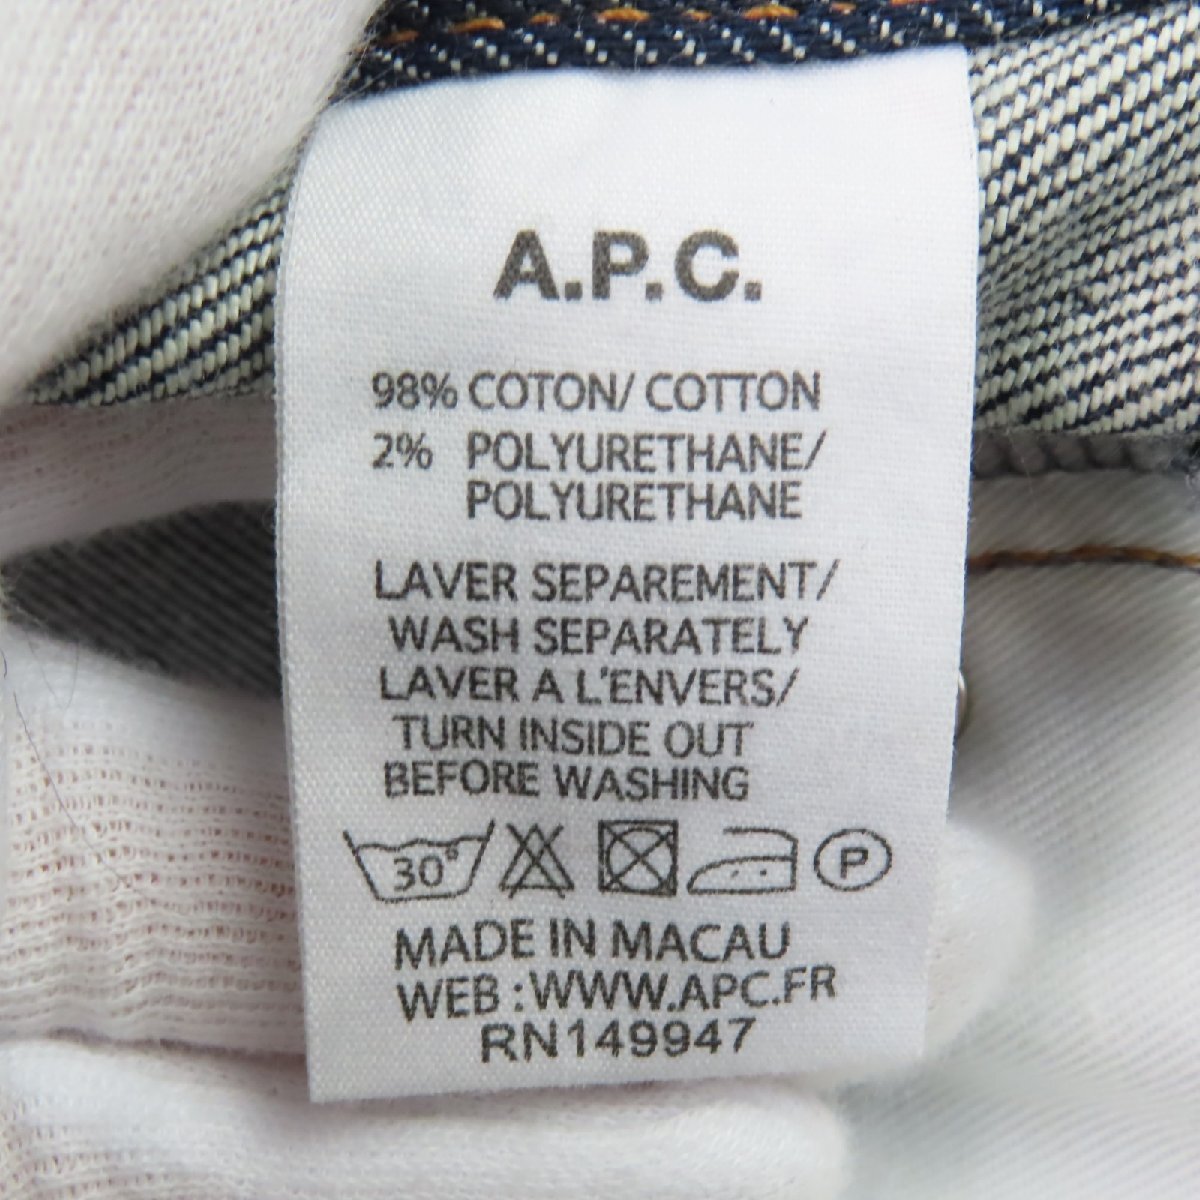 A.P.C.
98% COTON/ COTTON
2% POLYURETHANE/
POLYURETHANE
LAVER SEPAREMENT/
WASH SEPARATELY
LAVER A L'ENVERS/
TURN INSIDE OUT
BEFORE WASHING
30° P
MADE IN MACAU
WEB : WWW.APC.FR
RN149947